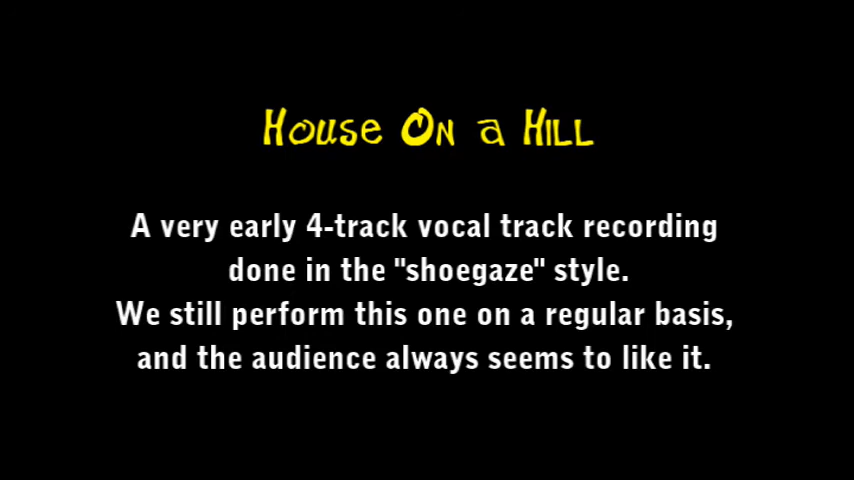 House On a Hill
A very early 4-track vocal track recording
done in the "shoegaze" style.
We still perform this one on a regular basis,
and the audience always seems to like it.